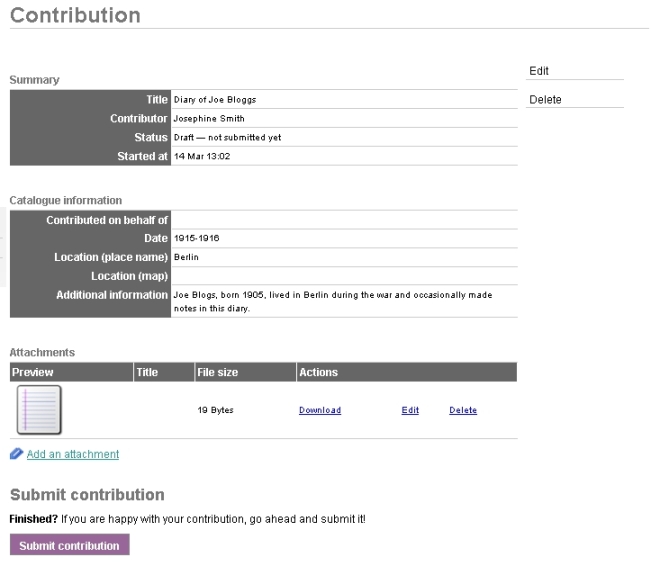 Contribution
Edit
Summary
Delete
Title Diary of Joe Bloggs
Contributor Josephine Smith
Status Draft — not submitted yet
Started at 14 Mar 13:02
Catalogue information
Contributed on behalf of
Date 1915-1916
Location (place name) Berlin
Location (map)
Additional information Joe Blogs, born 1905, lived in Berlin during the war and occasionally made
notes in this diary.
Attachments
Preview Title File size Actions
19 Bytes Download Edit Delete
Add an attachment
Submit contribution
Finished? If you are happy with your contribution, go ahead and submit it!
Submit contribution